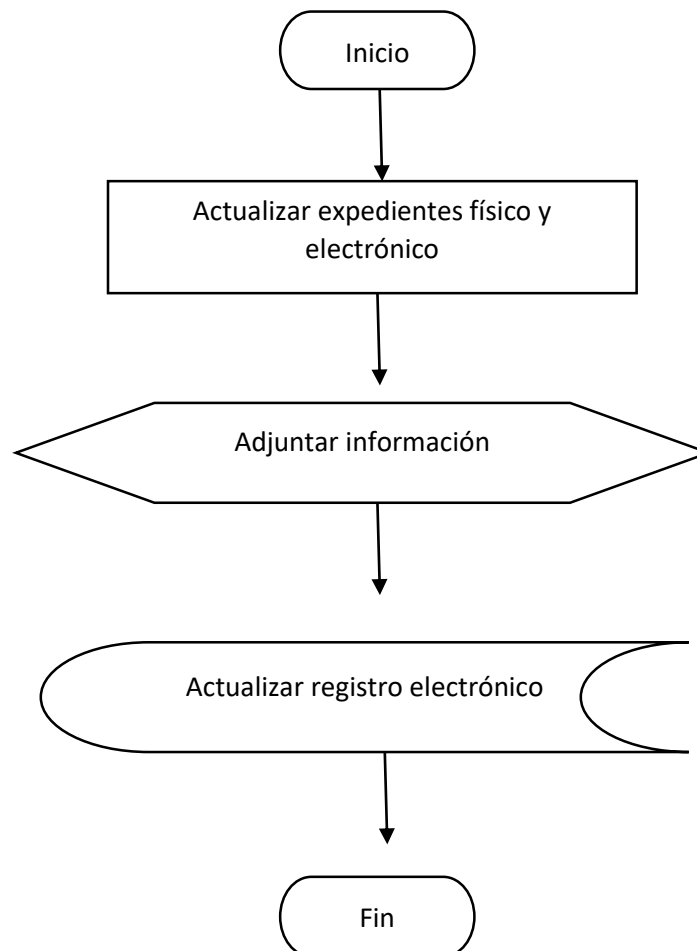 Inicio
Actualizar expedientes físico y
electrónico
Adjuntar información
Actualizar registro electrónico
Fin